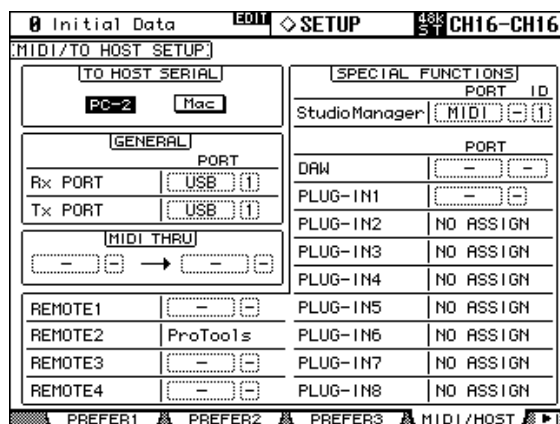 0 Initial Data EDIT ◇ SETUP 48K ST CH16-CH16
MIDI/TO HOST SETUP
TO HOST SERIAL
PC-2 Mac
GENERAL
PORT
Rx PORT USB 1
Tx PORT USB 1
MIDI THRU
- - → - -
REMOTE1 - -
REMOTE2 ProTools
REMOTE3 - -
REMOTE4 - -
SPECIAL FUNCTIONS
PORT ID
StudioManager MIDI - 1
PORT
DAW - -
PLUG-IN1 - -
PLUG-IN2 NO ASSIGN
PLUG-IN3 NO ASSIGN
PLUG-IN4 NO ASSIGN
PLUG-IN5 NO ASSIGN
PLUG-IN6 NO ASSIGN
PLUG-IN7 NO ASSIGN
PLUG-IN8 NO ASSIGN
PREFER1 PREFER2 PREFER3 MIDI/HOST